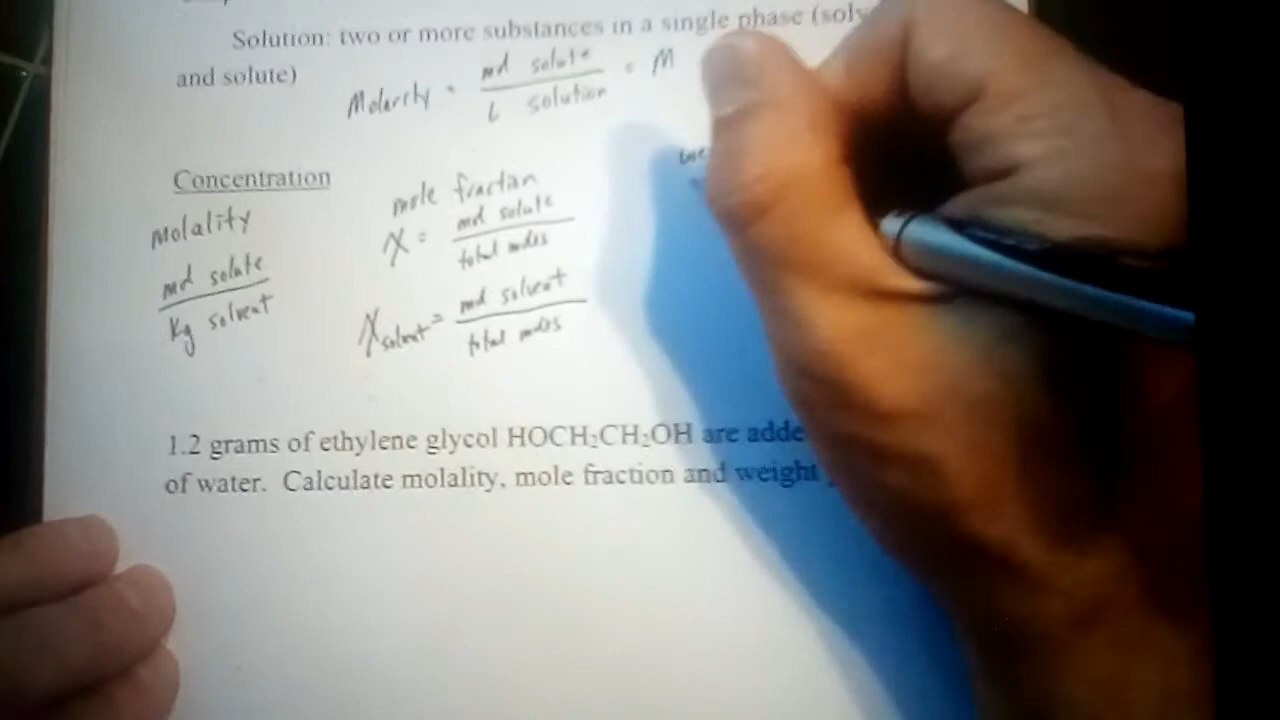 Solution: two or more substances in a single phase (solv
and solute)
Molarity = mol solute / L solution = M
Concentration
Molality
mol solute
Kg solvent
mole fraction
X = mol solute / total moles
Xsolvent = mol solvent / total moles
1.2 grams of ethylene glycol HOCH₂CH₂OH are adde
of water. Calculate molality, mole fraction and weight